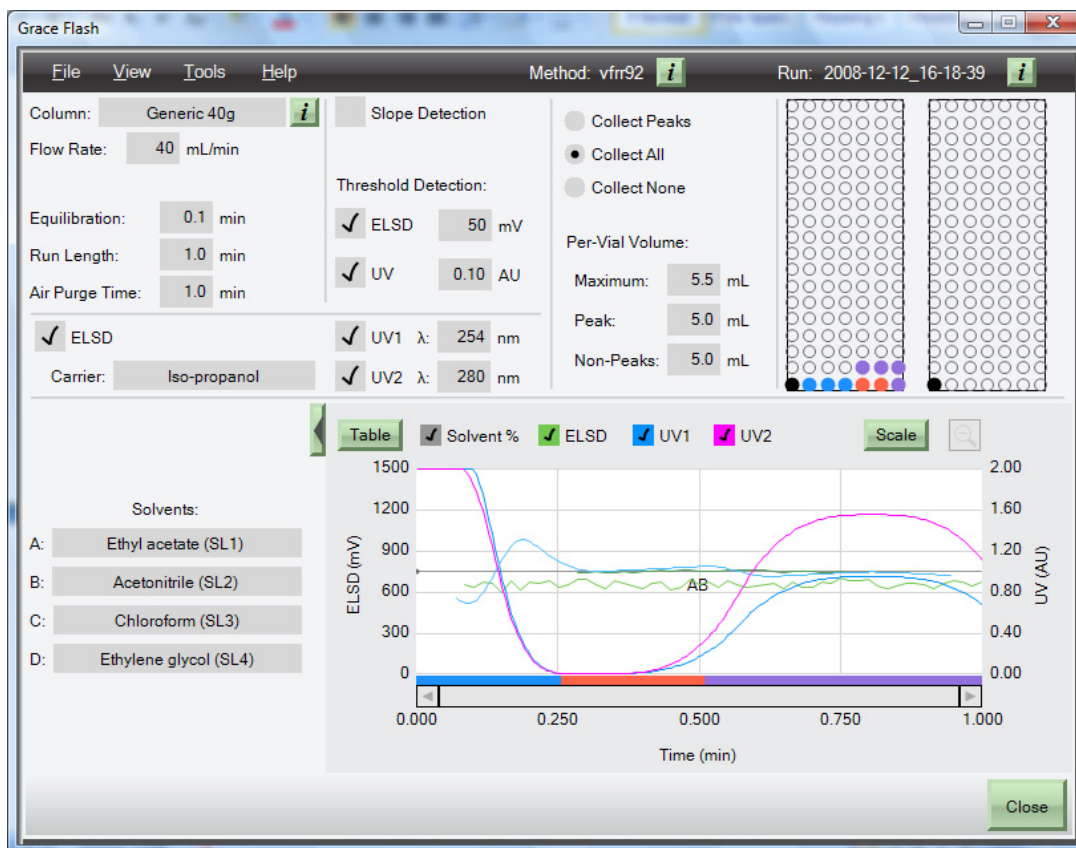 Grace Flash
File View Tools Help Method: vfrr92 i Run: 2008-12-12_16-18-39 i
Column: Generic 40g i
Flow Rate: 40 mL/min
Equilibration: 0.1 min
Run Length: 1.0 min
Air Purge Time: 1.0 min
Slope Detection
Threshold Detection:
ELSD 50 mV
UV 0.10 AU
Collect Peaks
Collect All
Collect None
Per-Vial Volume:
Maximum: 5.5 mL
Peak: 5.0 mL
Non-Peaks: 5.0 mL
ELSD
Carrier: Iso-propanol
UV1 λ: 254 nm
UV2 λ: 280 nm
Solvents:
A: Ethyl acetate (SL1)
B: Acetonitrile (SL2)
C: Chloroform (SL3)
D: Ethylene glycol (SL4)
Table Solvent % ELSD UV1 UV2 Scale
1500 2.00
1200 1.60
900 1.20
600 0.80
300 0.40
0 0.00
ELSD (mV)
AB
UV (AU)
0.000 0.250 0.500 0.750 1.000
Time (min)
Close